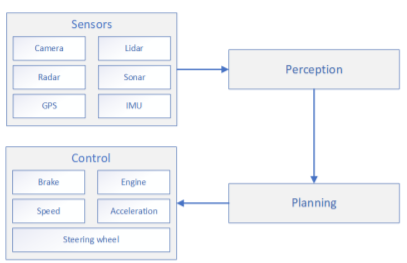 Sensors
Camera
Lidar
Radar
Sonar
GPS
IMU
Perception
Control
Brake
Engine
Speed
Acceleration
Steering wheel
Planning